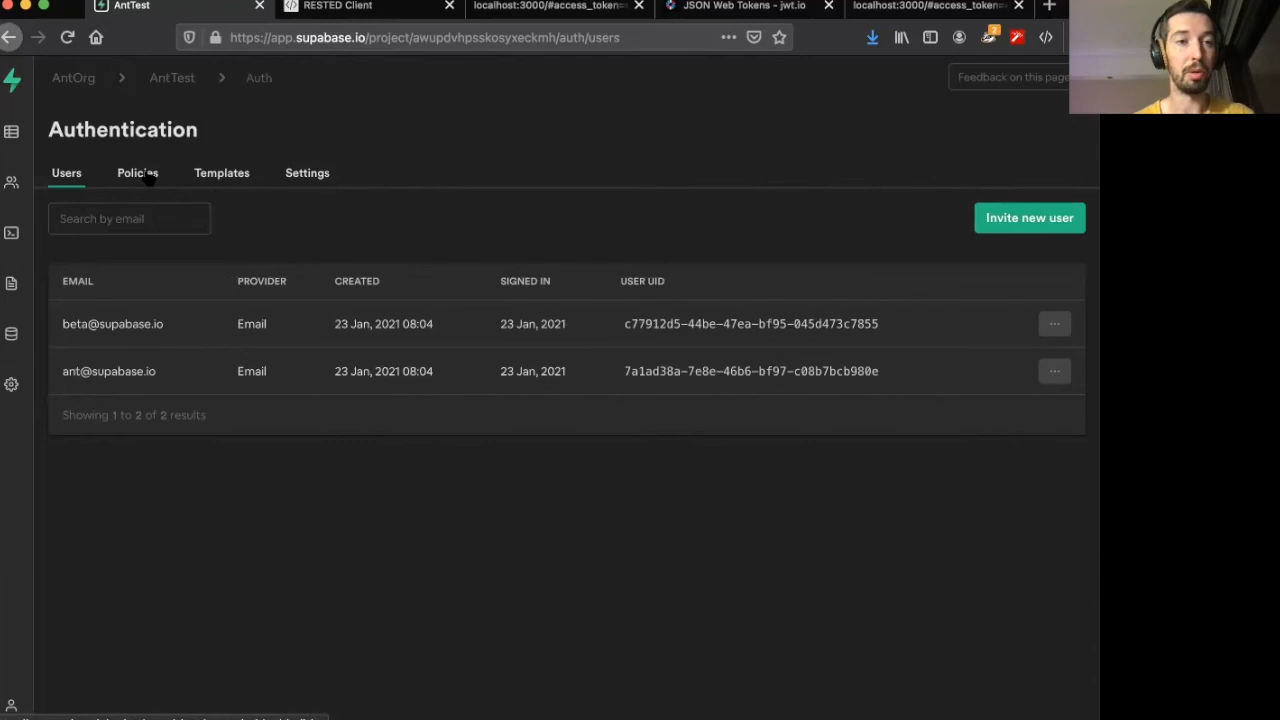 AntTest
RESTED Client
localhost:3000/#access_token=
JSON Web Tokens - jwt.io
localhost:3000/#access_token=
https://app.supabase.io/project/awupdvhpsskosyxeckmh/auth/users
2
AntOrg > AntTest > Auth
Feedback on this page
Authentication
Users Policies Templates Settings
Search by email
Invite new user
EMAIL PROVIDER CREATED SIGNED IN USER UID
beta@supabase.io Email 23 Jan, 2021 08:04 23 Jan, 2021 c77912d5-44be-47ea-bf95-045d473c7855
ant@supabase.io Email 23 Jan, 2021 08:04 23 Jan, 2021 7a1ad38a-7e8e-46b6-bf97-c08b7bcb980e
Showing 1 to 2 of 2 results